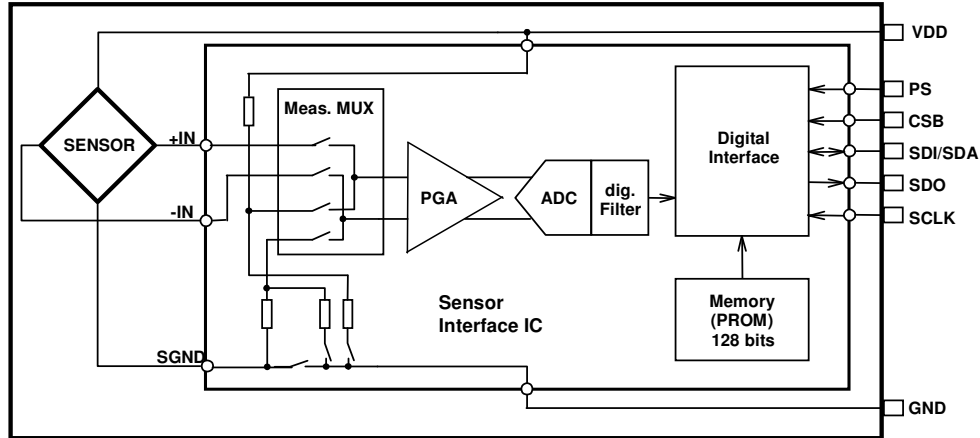 VDD
PS
Meas. MUX
CSB
SENSOR
+IN
Digital
Interface
SDI/SDA
PGA
ADC
dig.
Filter
SDO
-IN
SCLK
Sensor
Interface IC
Memory
(PROM)
128 bits
SGND
GND